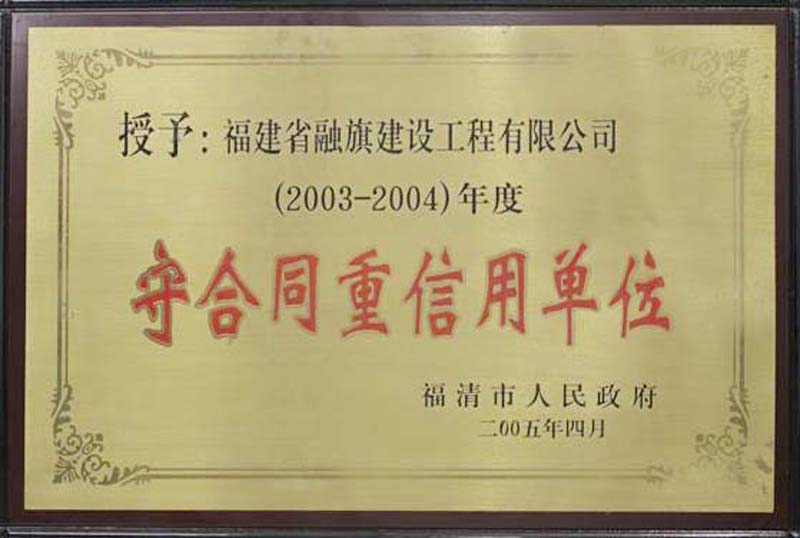 授予：福建省融旗建设工程有限公司
(2003-2004)年度
守合同重信用单位
福清市人民政府
二00五年四月